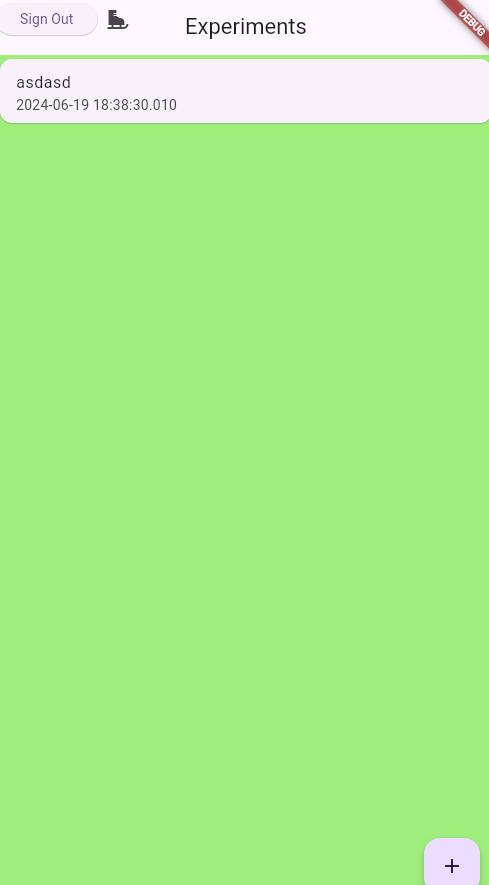 Sign Out
Experiments
DEBUG
asdasd
2024-06-19 18:38:30.010